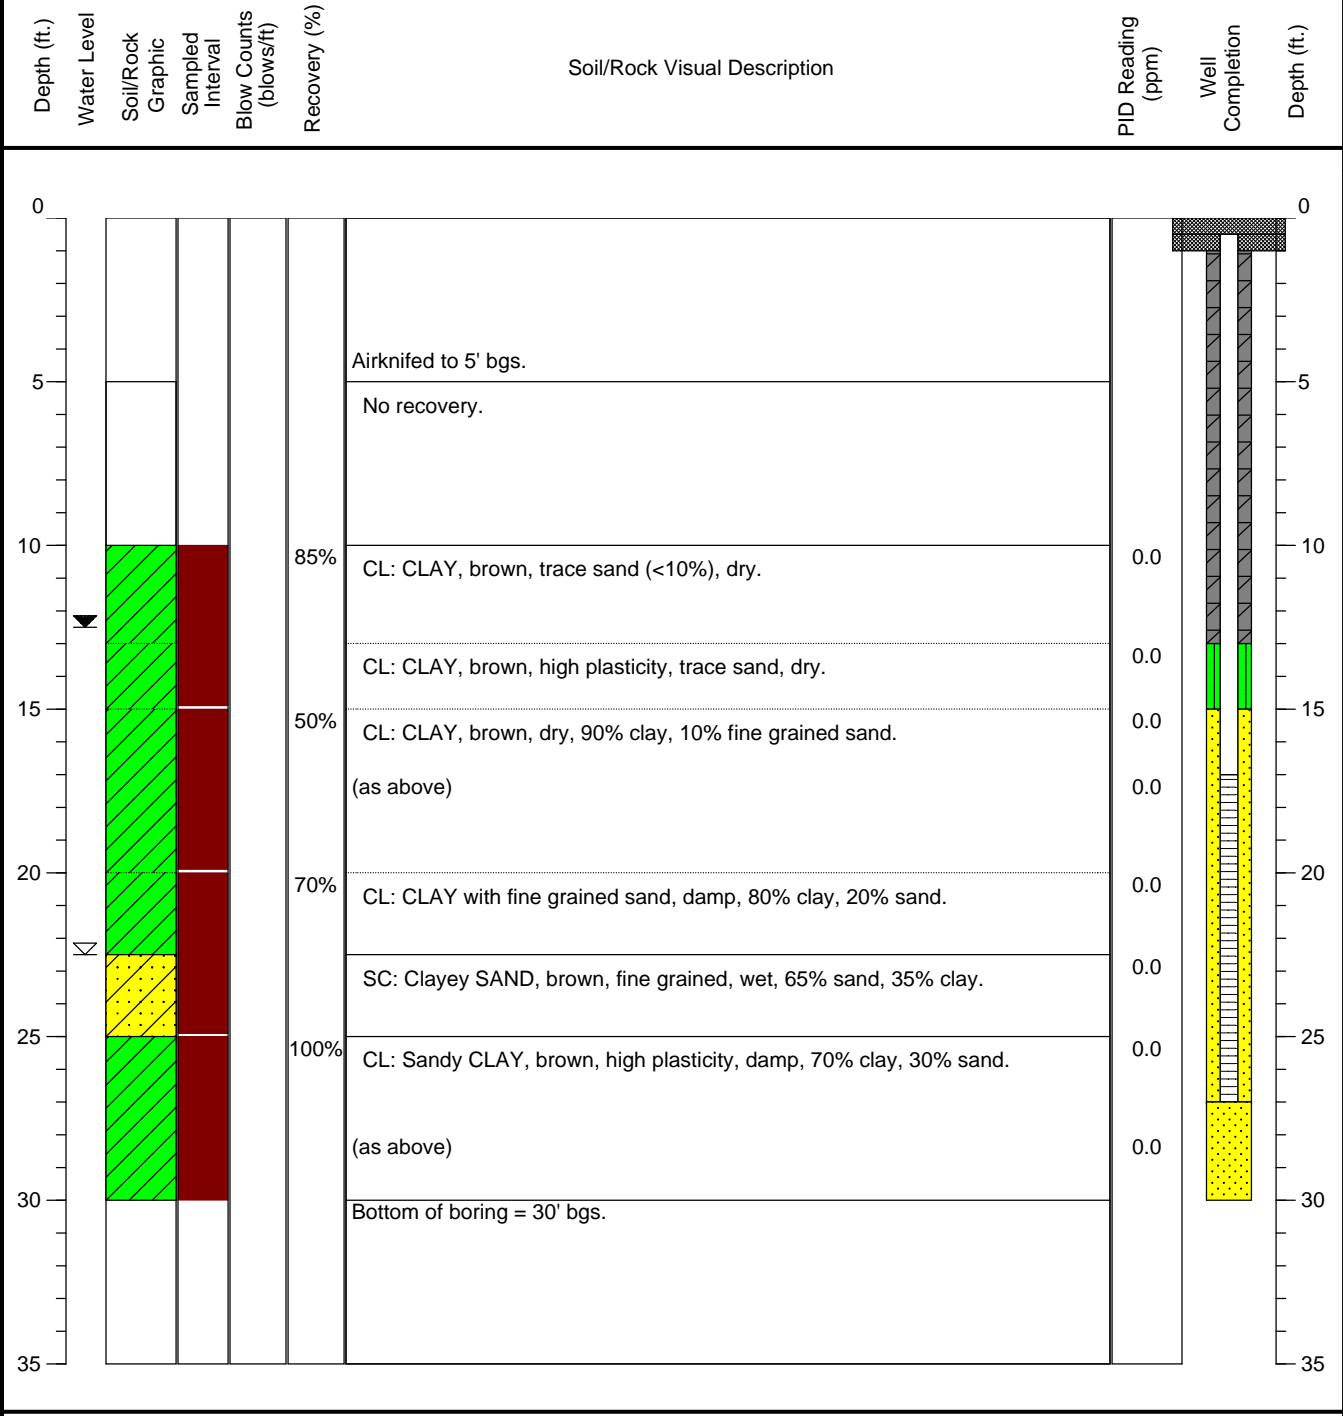 Depth (ft.)
Water Level
Soil/Rock
Graphic
Sampled
Interval
Blow Counts
(blows/ft)
Recovery (%)
Soil/Rock Visual Description
PID Reading
(ppm)
Well
Completion
Depth (ft.)
0 0
Airknifed to 5' bgs.
5 5
No recovery.
10 85% 0.0 10
CL: CLAY, brown, trace sand (<10%), dry.
0.0
CL: CLAY, brown, high plasticity, trace sand, dry.
15 50% 0.0 15
CL: CLAY, brown, dry, 90% clay, 10% fine grained sand.
(as above) 0.0
20 70% 0.0 20
CL: CLAY with fine grained sand, damp, 80% clay, 20% sand.
0.0
SC: Clayey SAND, brown, fine grained, wet, 65% sand, 35% clay.
25 100% 0.0 25
CL: Sandy CLAY, brown, high plasticity, damp, 70% clay, 30% sand.
(as above) 0.0
30 30
Bottom of boring = 30' bgs.
35 35